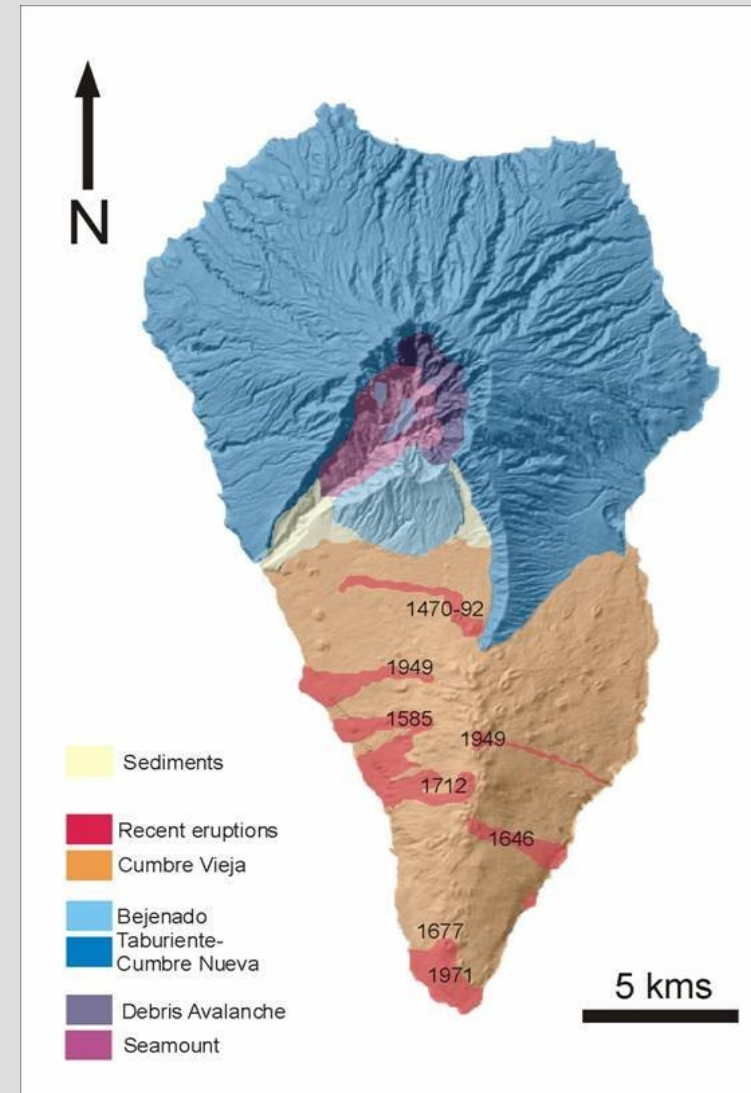 N
1470-92
1949
1585
1949
1712
1646
1677
1971
Sediments
Recent eruptions
Cumbre Vieja
Bejenado
Taburiente-
Cumbre Nueva
Debris Avalanche
Seamount
5 kms